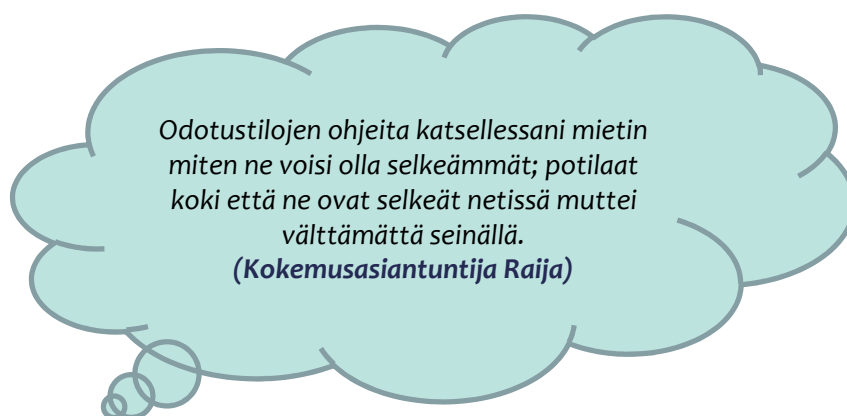 Odotustilojen ohjeita katsellessani mietin
miten ne voisi olla selkeämmät; potilaat
koki että ne ovat selkeät netissä muttei
välttämättä seinällä.
(Kokemusasiantuntija Raija)